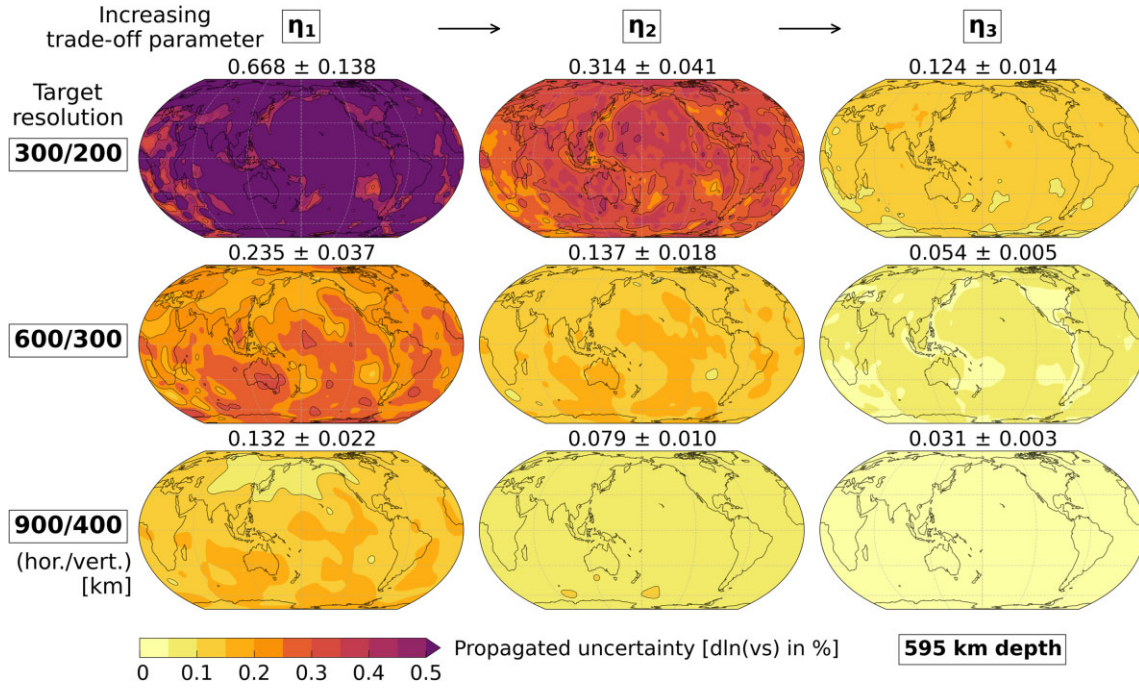 Increasing
trade-off parameter
η1 → η2 → η3
0.668 ± 0.138 0.314 ± 0.041 0.124 ± 0.014
Target
resolution
300/200
0.235 ± 0.037 0.137 ± 0.018 0.054 ± 0.005
600/300
0.132 ± 0.022 0.079 ± 0.010 0.031 ± 0.003
900/400
(hor./vert.)
[km]
Propagated uncertainty [dln(vs) in %]
595 km depth
0 0.1 0.2 0.3 0.4 0.5